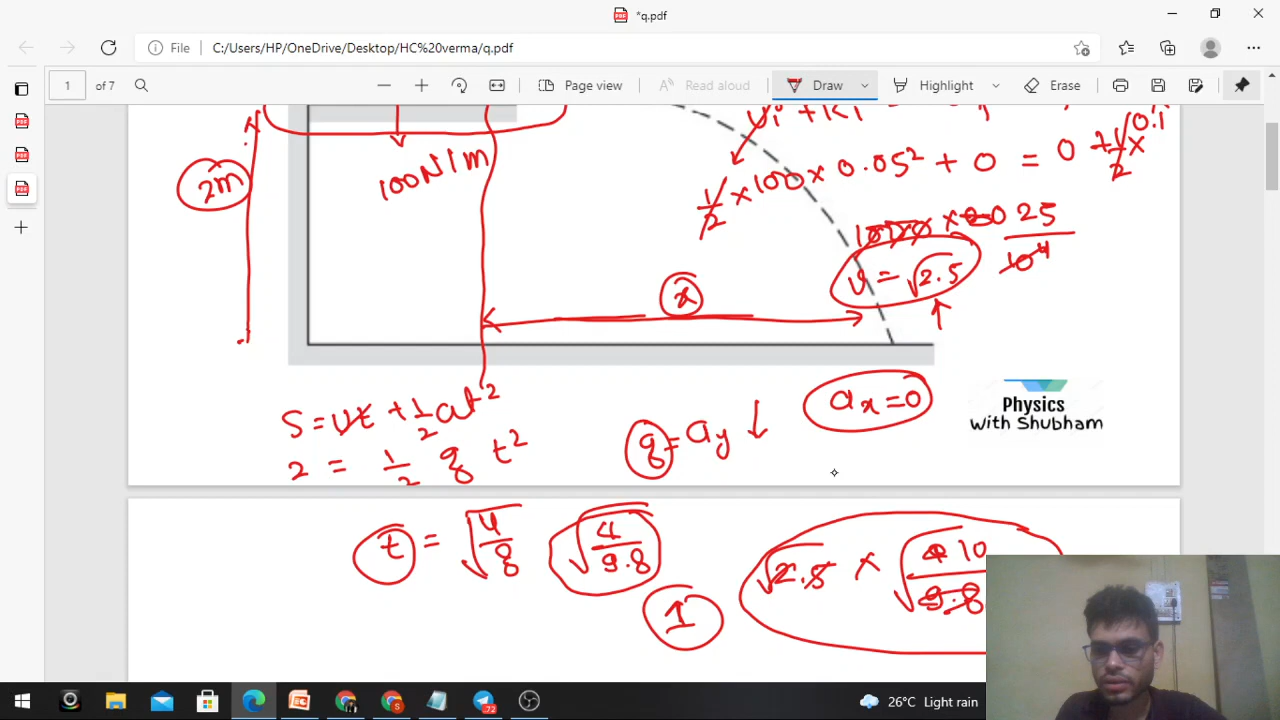 *q.pdf
File C:/Users/HP/OneDrive/Desktop/HC%20verma/q.pdf
1 of 7 Page view Read aloud Draw Highlight Erase
0.1
100N/m
1/2 × 100 × 0.05² + 0 = 0 + 1/2 ×
2m
25
v = √2.5 10⁴
x
S = ut + 1/2 at²
ax = 0
Physics
With Shubham
g = ay ↓
2 = 1/2 g t²
t = √4/g √4/9.8 √2.5 × √ 10/9.8
1
72
26°C Light rain